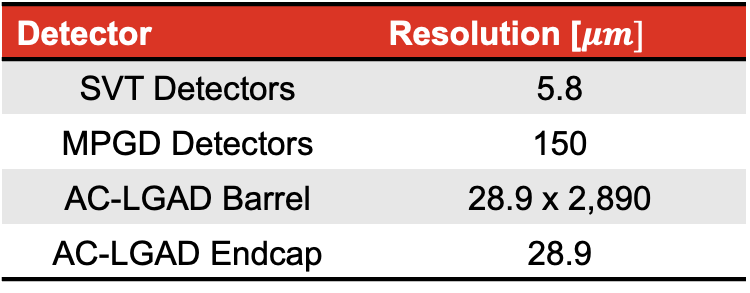 Detector Resolution [μm]
SVT Detectors 5.8
MPGD Detectors 150
AC-LGAD Barrel 28.9 x 2,890
AC-LGAD Endcap 28.9